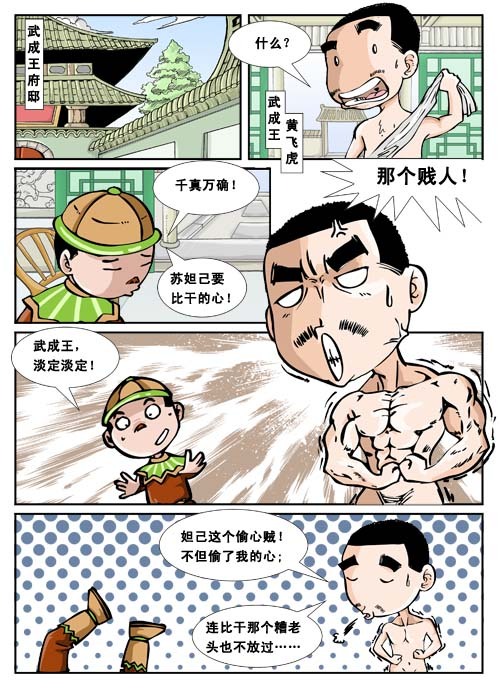 武成王府邸
什么？
武成王
黄飞虎
千真万确！
苏妲己要
比干的心！
那个贱人！
武成王，
淡定淡定！
妲己这个偷心贼！
不但偷了我的心；
连比干那个糟老
头也不放过……